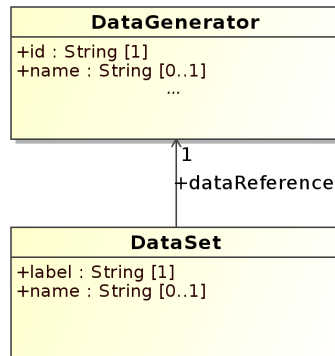 DataGenerator
+id : String [1]
+name : String [0..1]
...
1
+dataReference
DataSet
+label : String [1]
+name : String [0..1]